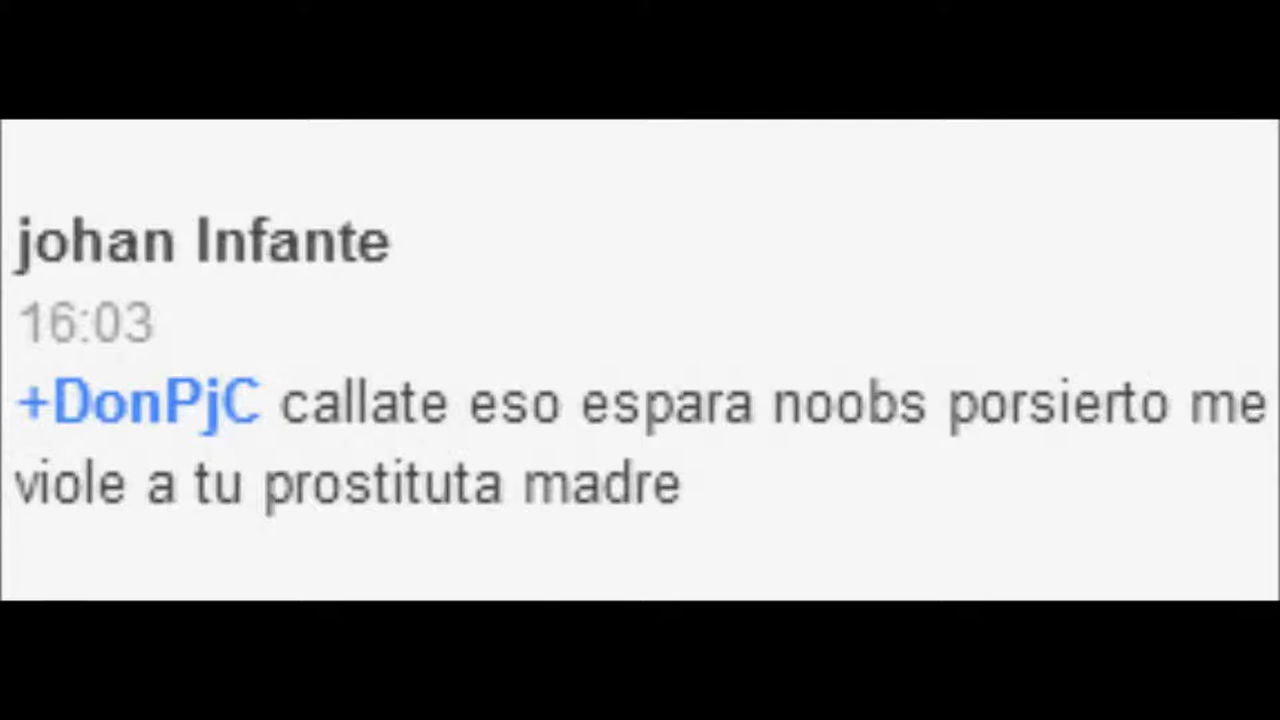 johan Infante
16:03
+DonPjC callate eso espara noobs porsierto me
viole a tu prostituta madre